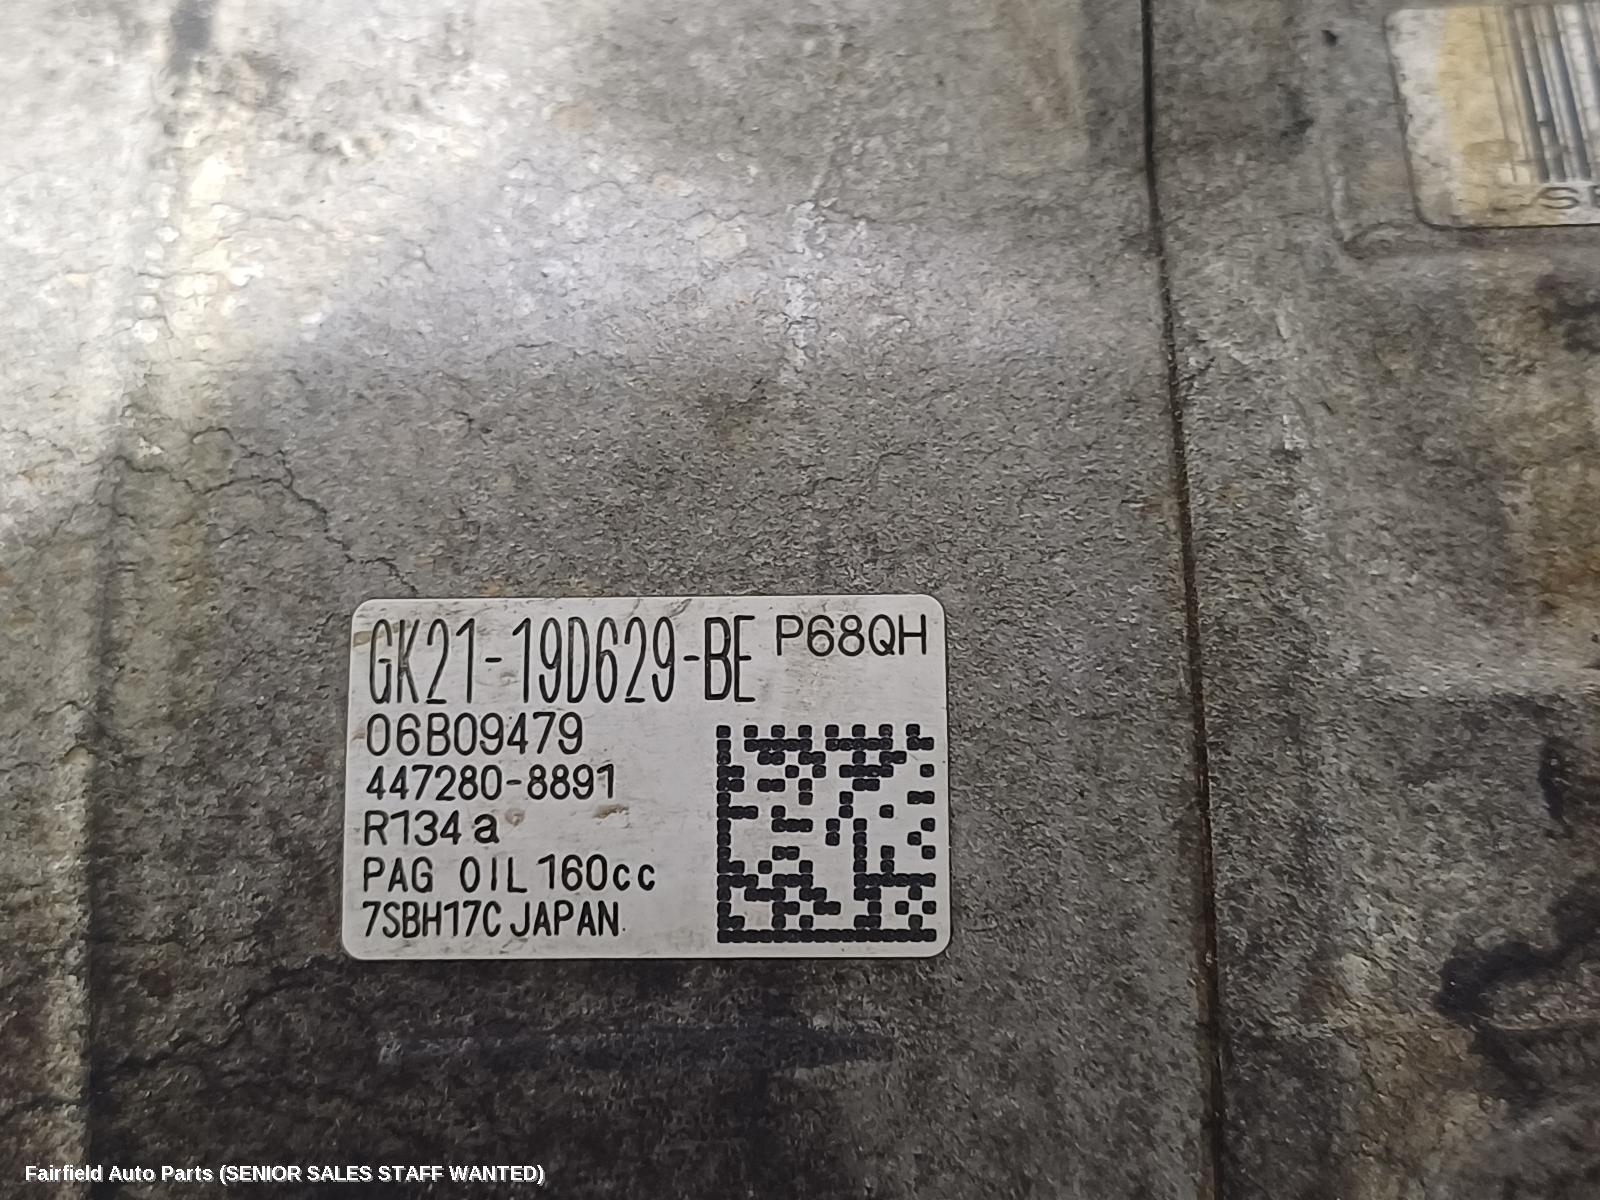 GK21-19D629-BE P68QH
06B09479
447280-8891
R134a
PAG OIL 160cc
7SBH17C JAPAN
Fairfield Auto Parts (SENIOR SALES STAFF WANTED)